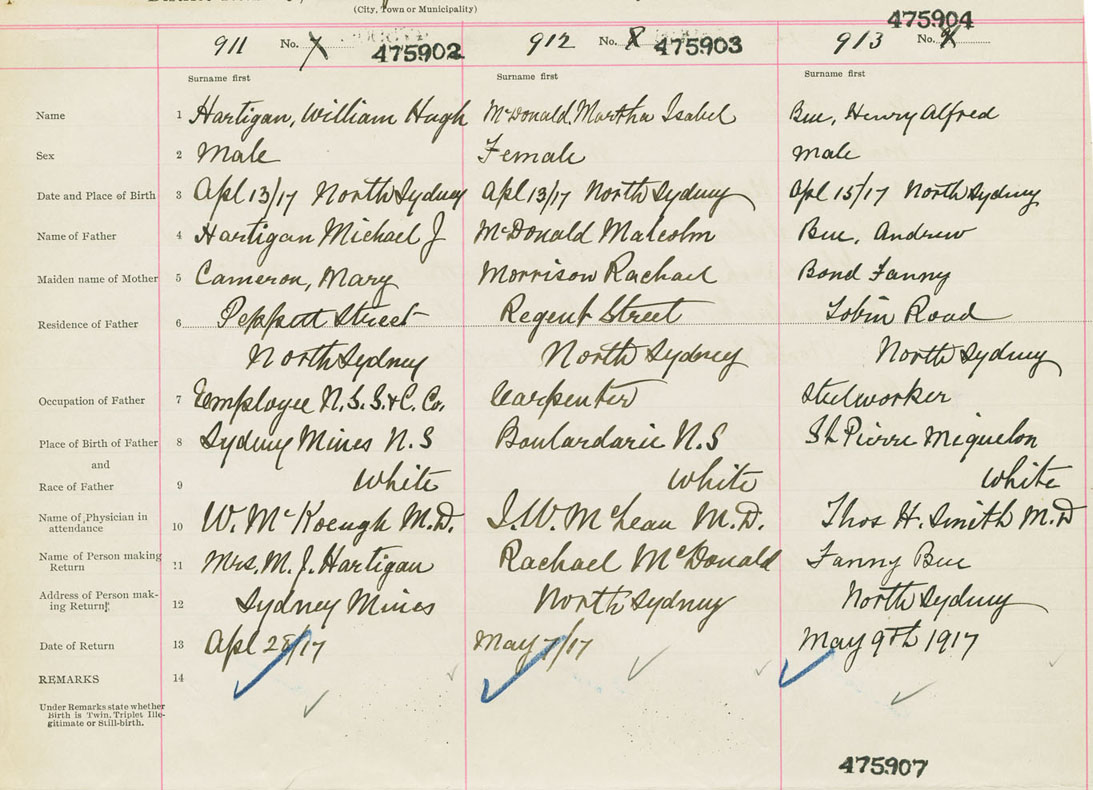 (City, Town or Municipality)
475904
911 No. 7 475902 912 No. 8 475903 913 No.
Surname first Surname first Surname first
Name 1 Hartigan, William Hugh McDonald, Martha Isabel Bue, Henry Alfred
Sex 2 Male Female Male
Date and Place of Birth 3 Apl 13/17 North Sydney Apl 13/17 North Sydney Apl 15/17 North Sydney
Name of Father 4 Hartigan Michael J McDonald Malcolm Bue, Andrew
Maiden name of Mother 5 Cameron, Mary Morrison Rachael Bond Fanny
Residence of Father 6 Peppett Street Regent Street Tobin Road
North Sydney North Sydney North Sydney
Occupation of Father 7 Employee N.S.S. & C. Co. Carpenter Steelworker
Place of Birth of Father 8 Sydney Mines N.S Boulardarie N.S St Pierre Miquelon
and
Race of Father 9 White White White
Name of Physician in
attendance 10 W. McKeough M.D. J.W. McLean M.D. Thos H. Smith M.D
Name of Person making
Return 11 Mrs. M. J. Hartigan Rachael McDonald Fanny Bue
Address of Person mak-
ing Return 12 Sydney Mines North Sydney North Sydney
Date of Return 13 Apl 28/17 May 7/17 May 9th 1917
REMARKS 14
Under Remarks state whether
Birth is Twin, Triplet Ille-
gitimate or Still-birth.
475907